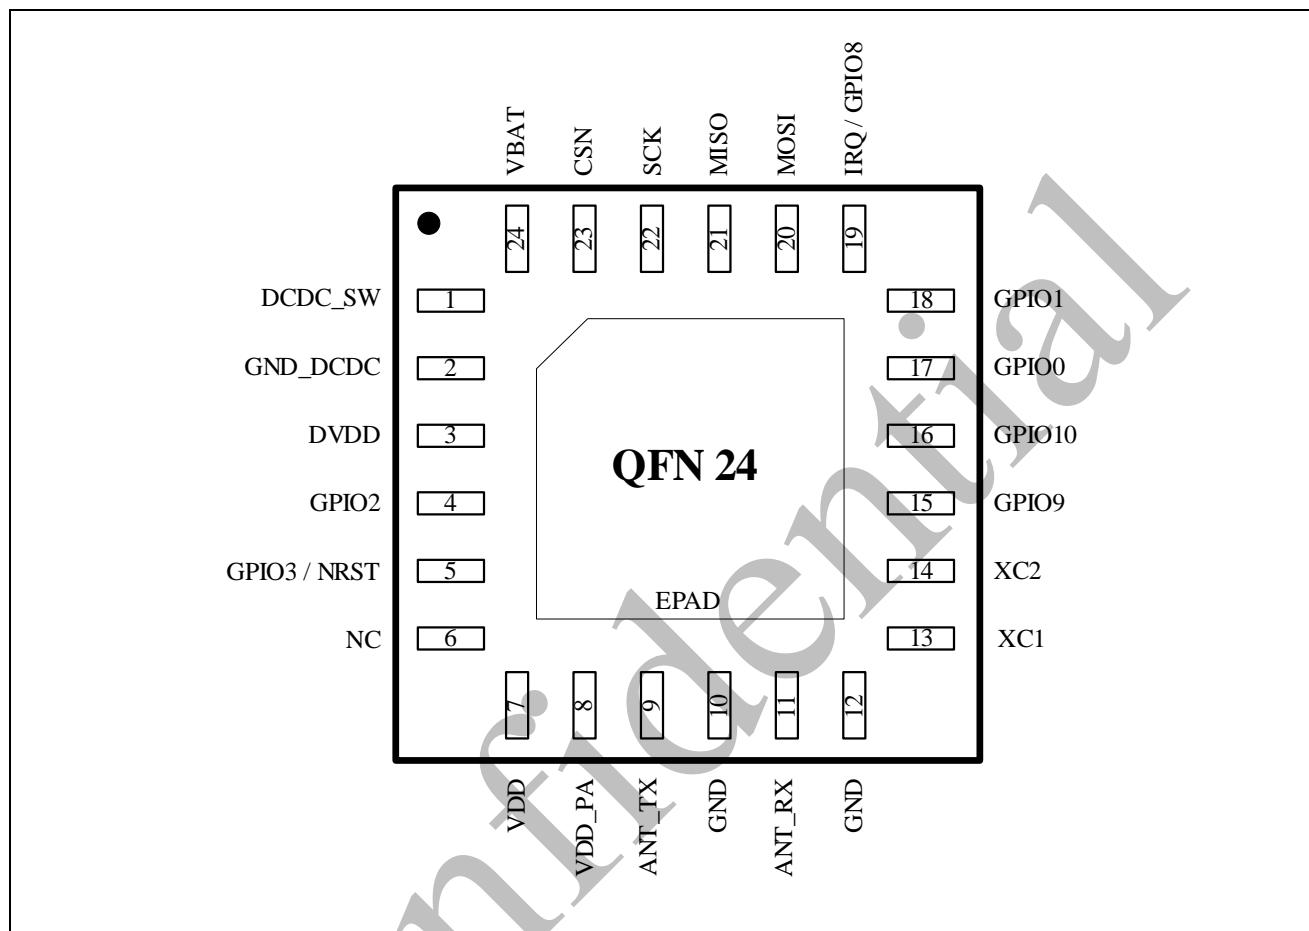 VBAT
CSN
SCK
MISO
MOSI
IRQ / GPIO8
24
23
22
21
20
19
DCDC_SW 1
GND_DCDC 2
DVDD 3
GPIO2 4
GPIO3 / NRST 5
NC 6
18 GPIO1
17 GPIO0
16 GPIO10
15 GPIO9
14 XC2
13 XC1
QFN 24
EPAD
7
8
9
10
11
12
VDD
VDD_PA
ANT_TX
GND
ANT_RX
GND
nfidential